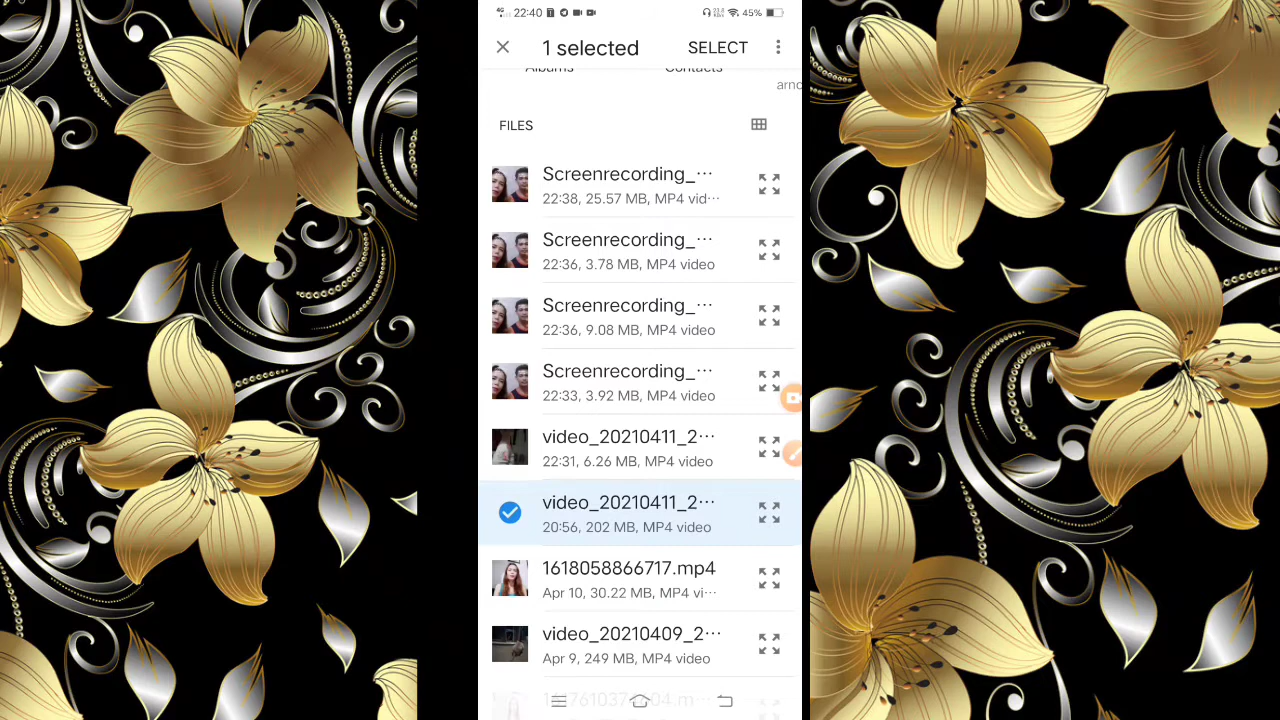 4G 22:40 45%
1 selected SELECT
Albums Contacts
arno
FILES
Screenrecording_···
22:38, 25.57 MB, MP4 vid···
Screenrecording_···
22:36, 3.78 MB, MP4 video
Screenrecording_···
22:36, 9.08 MB, MP4 video
Screenrecording_···
22:33, 3.92 MB, MP4 video
video_20210411_2···
22:31, 6.26 MB, MP4 video
video_20210411_2···
20:56, 202 MB, MP4 video
1618058866717.mp4
Apr 10, 30.22 MB, MP4 vi···
video_20210409_2···
Apr 9, 249 MB, MP4 video